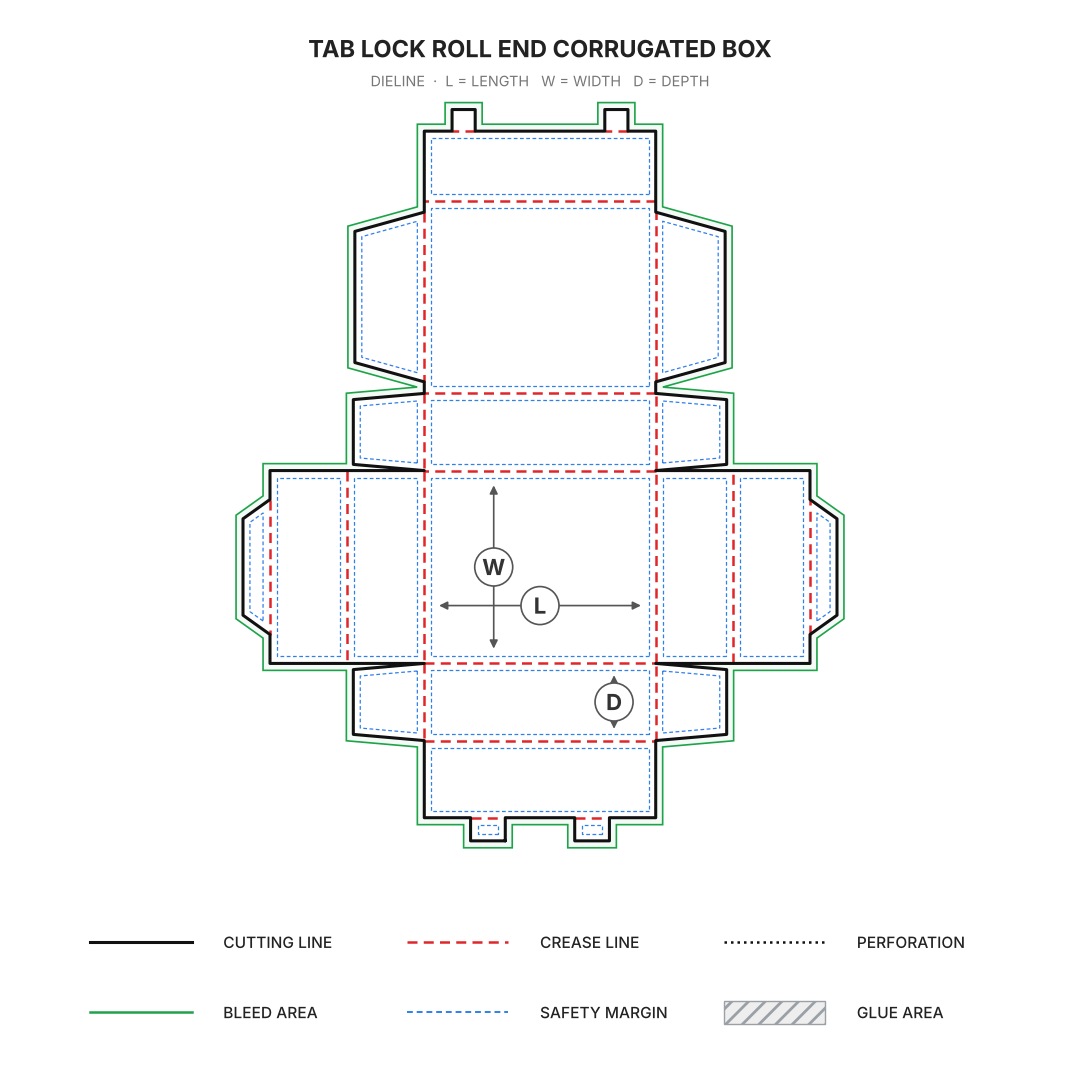 TAB LOCK ROLL END CORRUGATED BOX
DIELINE · L = LENGTH W = WIDTH D = DEPTH
W
L
D
CUTTING LINE
CREASE LINE
PERFORATION
BLEED AREA
SAFETY MARGIN
GLUE AREA